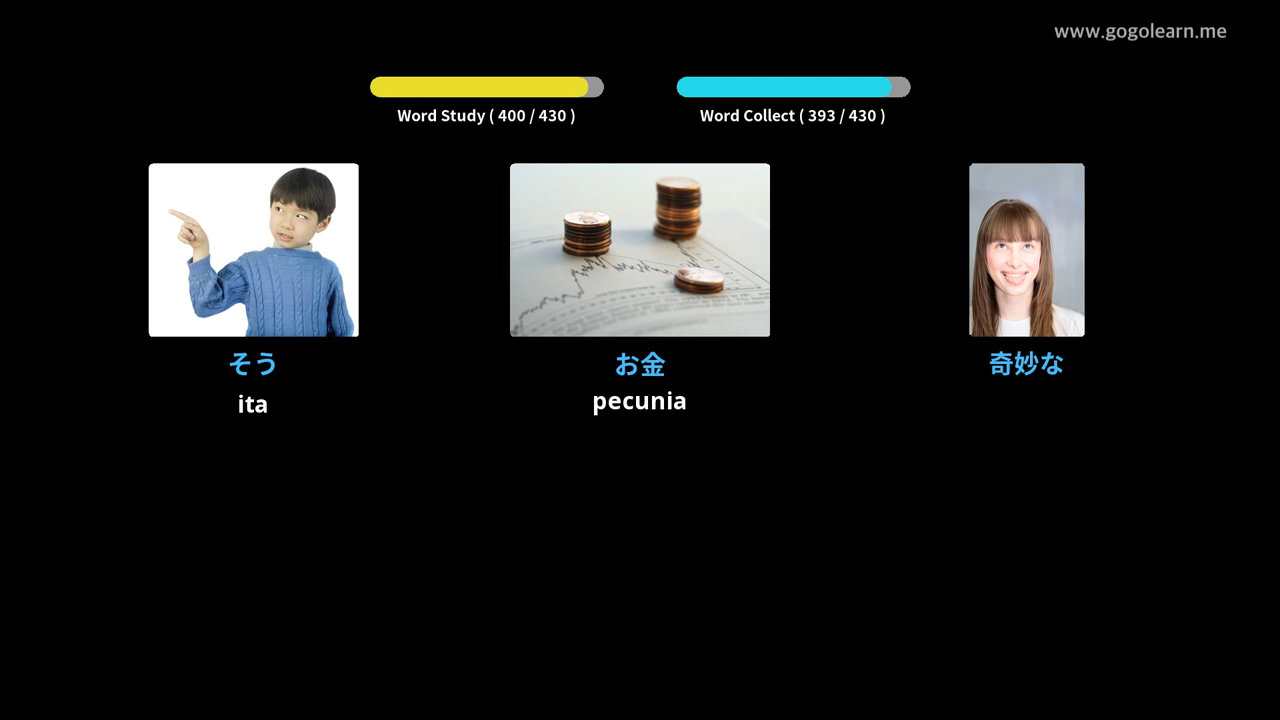 www.gogolearn.me
Word Study ( 400 / 430 )
Word Collect ( 393 / 430 )
そう
お金
奇妙な
ita
pecunia